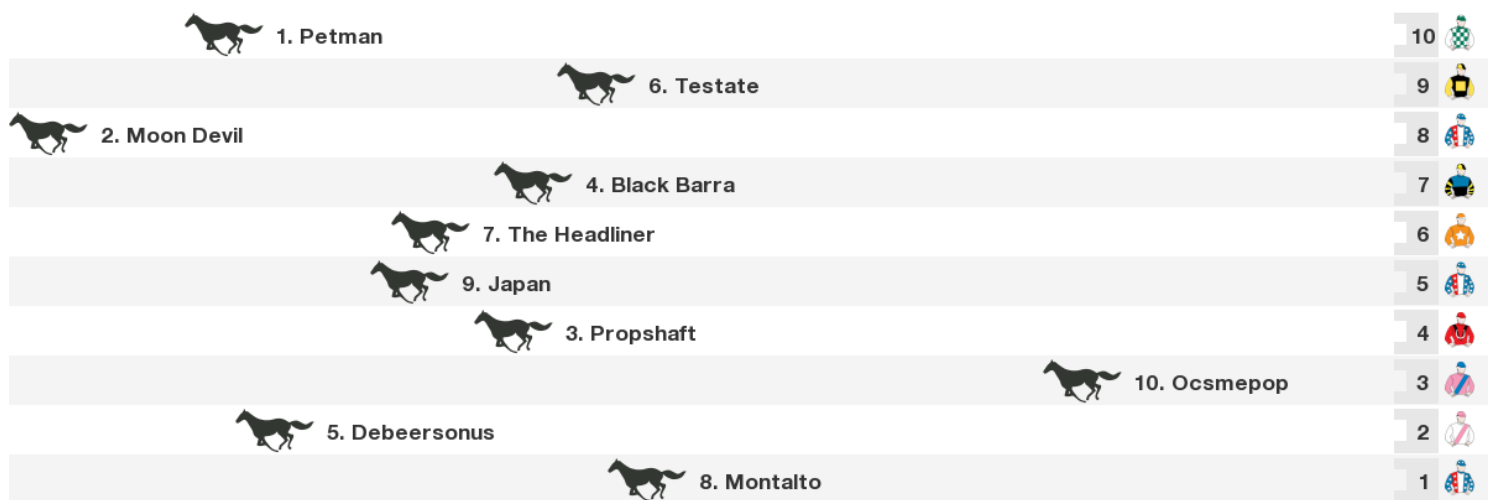 1. Petman 10
6. Testate 9
2. Moon Devil 8
4. Black Barra 7
7. The Headliner 6
9. Japan 5
3. Propshaft 4
10. Ocsmepop 3
5. Debeersonus 2
8. Montalto 1